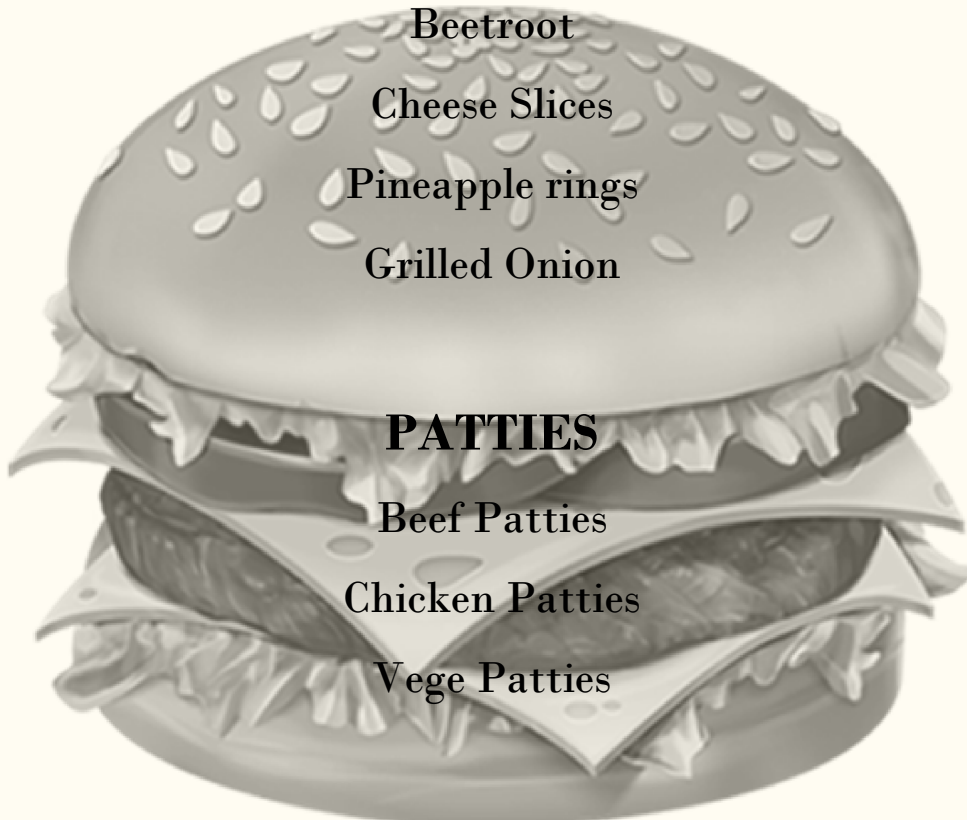 Beetroot
Cheese Slices
Pineapple rings
Grilled Onion
PATTIES
Beef Patties
Chicken Patties
Vege Patties